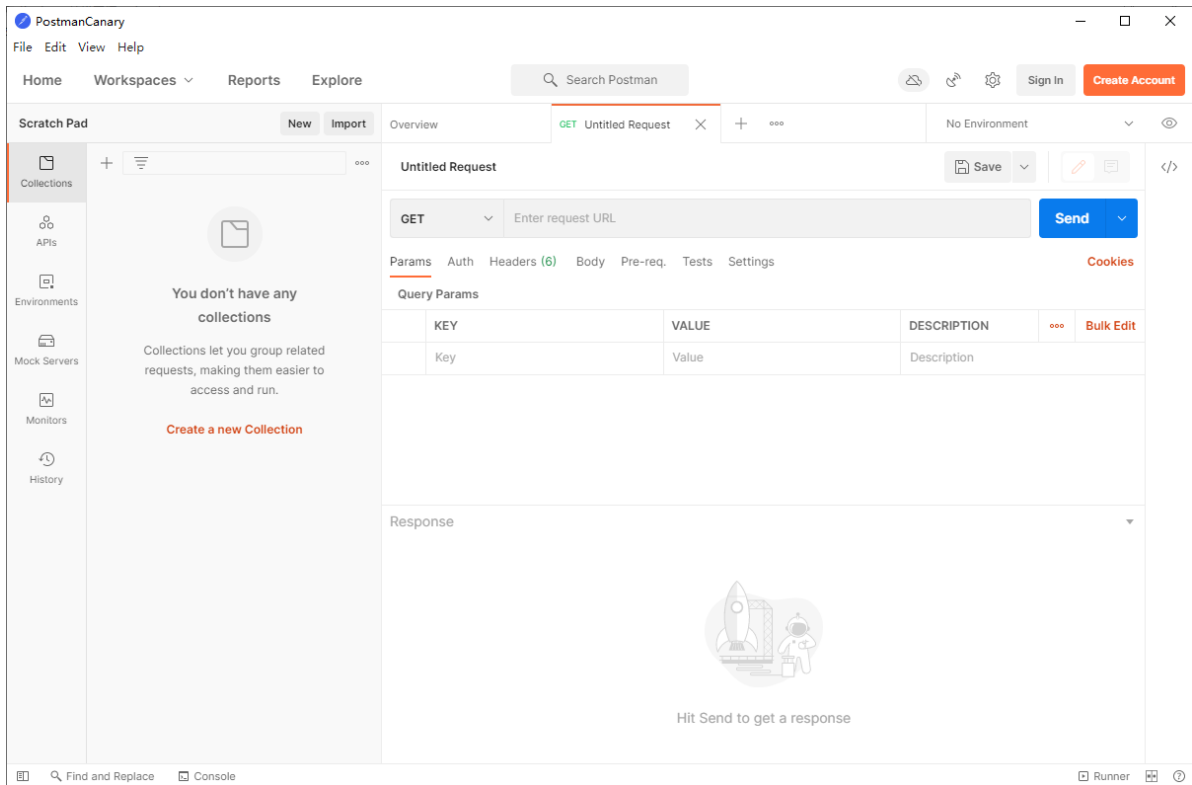 PostmanCanary
File Edit View Help
Home Workspaces Reports Explore Search Postman Sign In Create Account
Scratch Pad New Import Overview GET Untitled Request No Environment
Collections
APIs
Environments
Mock Servers
Monitors
History
You don't have any
collections
Collections let you group related
requests, making them easier to
access and run.
Create a new Collection
Untitled Request Save
GET Enter request URL Send
Params Auth Headers (6) Body Pre-req. Tests Settings Cookies
Query Params
KEY VALUE DESCRIPTION Bulk Edit
Key Value Description
Response
Hit Send to get a response
Find and Replace Console Runner